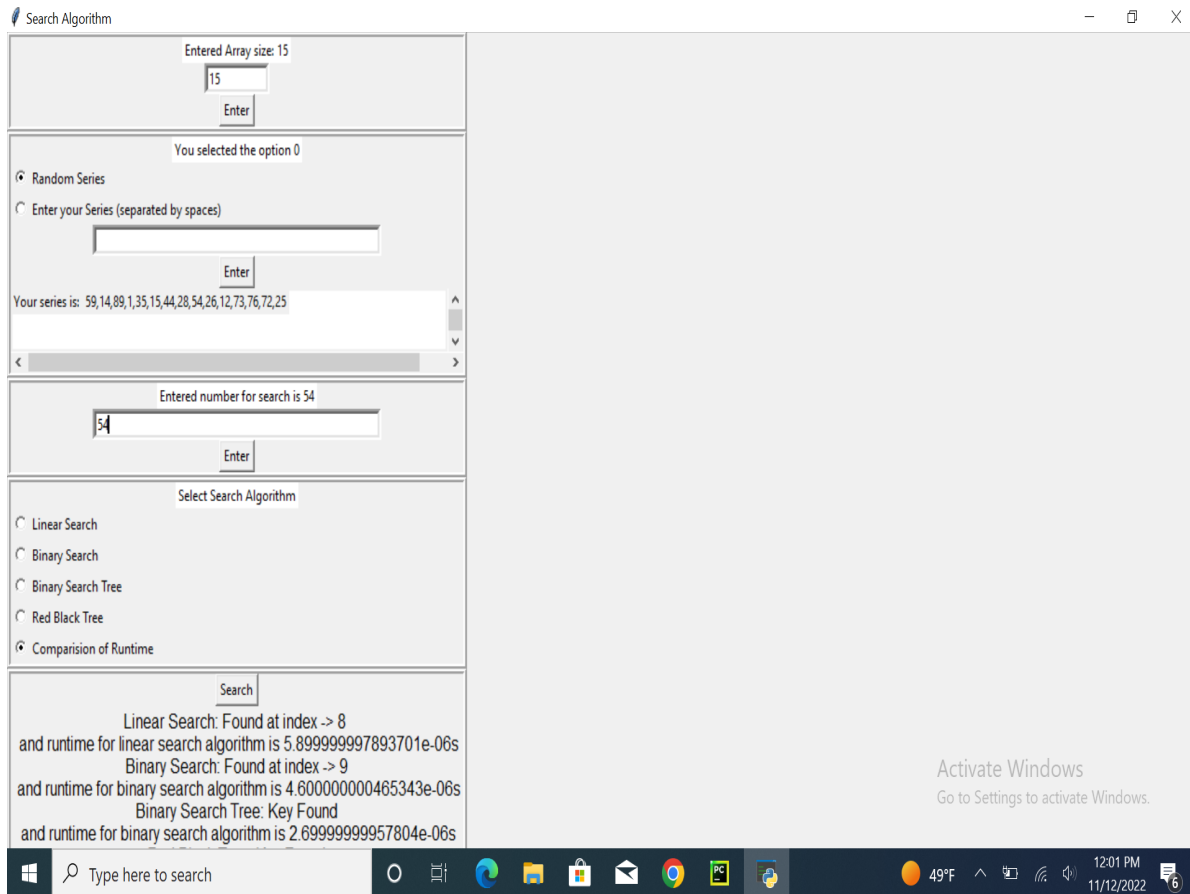 Search Algorithm
Entered Array size: 15
15
Enter
You selected the option 0
Random Series
Enter your Series (separated by spaces)
Enter
Your series is: 59,14,89,1,35,15,44,28,54,26,12,73,76,72,25
Entered number for search is 54
54
Enter
Select Search Algorithm
Linear Search
Binary Search
Binary Search Tree
Red Black Tree
Comparision of Runtime
Search
Linear Search: Found at index -> 8
and runtime for linear search algorithm is 5.899999997893701e-06s
Binary Search: Found at index -> 9
and runtime for binary search algorithm is 4.600000000465343e-06s
Binary Search Tree: Key Found
and runtime for binary search algorithm is 2.69999999957804e-06s
Activate Windows
Go to Settings to activate Windows.
Type here to search
PC
49°F
12:01 PM
11/12/2022
6